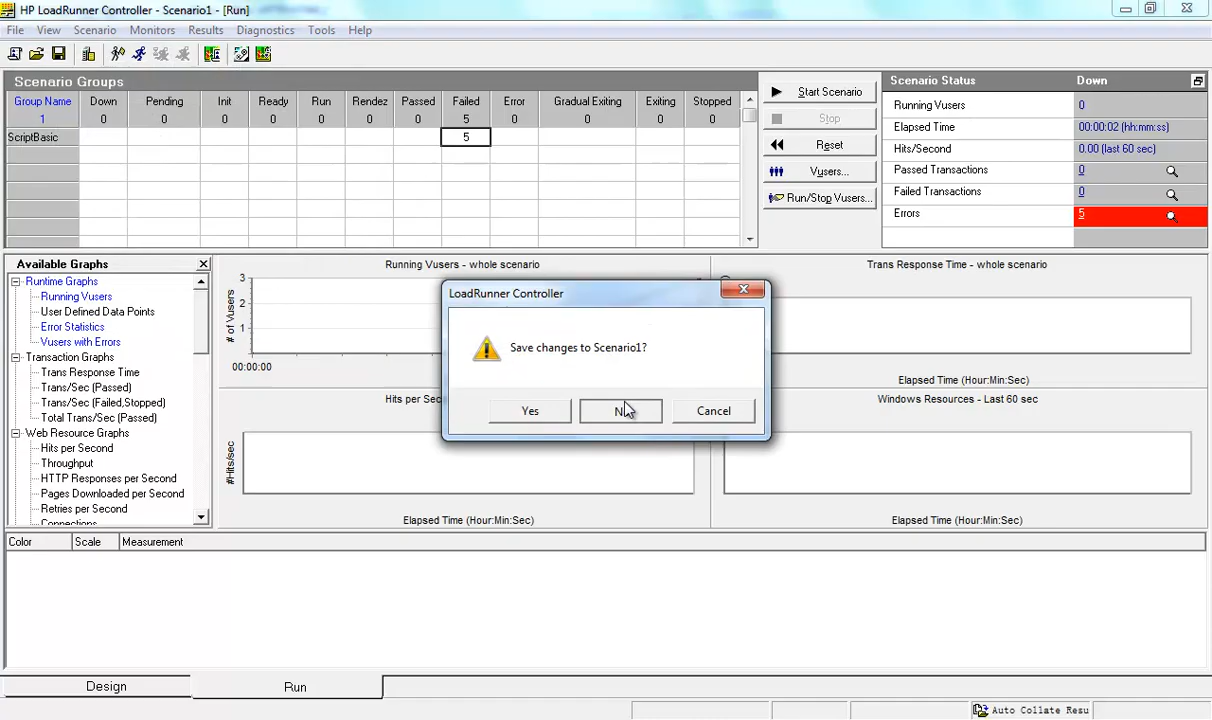 HP LoadRunner Controller - Scenario1 - [Run]
File View Scenario Monitors Results Diagnostics Tools Help
Scenario Groups
Group Name Down Pending Init Ready Run Rendez Passed Failed Error Gradual Exiting Exiting Stopped
1 0 0 0 0 0 0 0 5 0 0 0 0
ScriptBasic 5
Start Scenario
Stop
Reset
Vusers...
Run/Stop Vusers...
Scenario Status Down
Running Vusers 0
Elapsed Time 00:00:02 (hh:mm:ss)
Hits/Second 0.00 (last 60 sec)
Passed Transactions 0
Failed Transactions 0
Errors 5
Available Graphs
Runtime Graphs
Running Vusers
User Defined Data Points
Error Statistics
Vusers with Errors
Transaction Graphs
Trans Response Time
Trans/Sec (Passed)
Trans/Sec (Failed,Stopped)
Total Trans/Sec (Passed)
Web Resource Graphs
Hits per Second
Throughput
HTTP Responses per Second
Pages Downloaded per Second
Retries per Second
Connections
Running Vusers - whole scenario
# of Vusers
3
2
1
00:00:00
Trans Response Time - whole scenario
Elapsed Time (Hour:Min:Sec)
Hits per Sec
#Hits/sec
Elapsed Time (Hour:Min:Sec)
Windows Resources - Last 60 sec
Elapsed Time (Hour:Min:Sec)
LoadRunner Controller
Save changes to Scenario1?
Yes N Cancel
Color Scale Measurement
Design Run
Auto Collate Resu